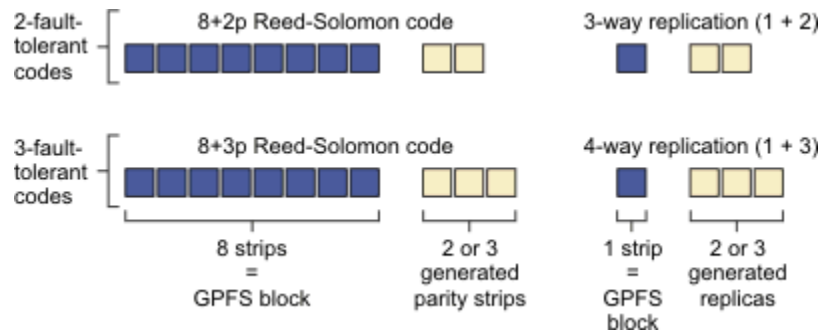 2-fault-
tolerant
codes
8+2p Reed-Solomon code
3-way replication (1 + 2)
3-fault-
tolerant
codes
8+3p Reed-Solomon code
4-way replication (1 + 3)
8 strips
=
GPFS block
2 or 3
generated
parity strips
1 strip
=
GPFS
block
2 or 3
generated
replicas